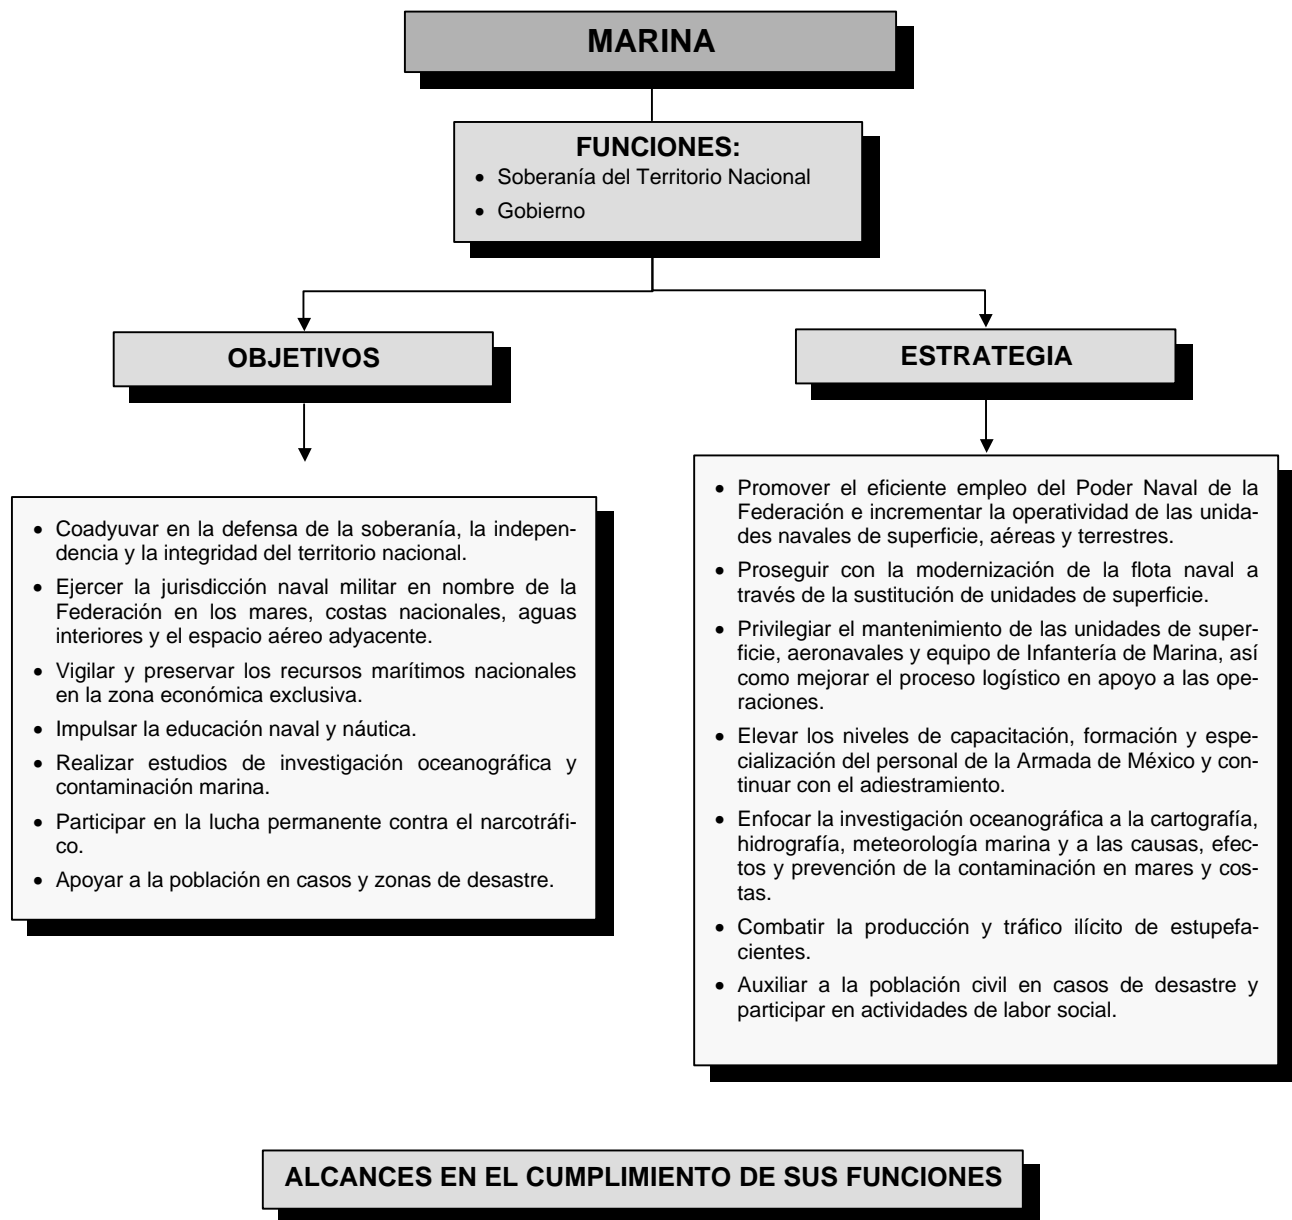 MARINA
FUNCIONES:
• Soberanía del Territorio Nacional
• Gobierno
OBJETIVOS
• Coadyuvar en la defensa de la soberanía, la indepen-
dencia y la integridad del territorio nacional.
• Ejercer la jurisdicción naval militar en nombre de la
Federación en los mares, costas nacionales, aguas
interiores y el espacio aéreo adyacente.
• Vigilar y preservar los recursos marítimos nacionales
en la zona económica exclusiva.
• Impulsar la educación naval y náutica.
• Realizar estudios de investigación oceanográfica y
contaminación marina.
• Participar en la lucha permanente contra el narcotráfi-
co.
• Apoyar a la población en casos y zonas de desastre.
ESTRATEGIA
• Promover el eficiente empleo del Poder Naval de la
Federación e incrementar la operatividad de las unida-
des navales de superficie, aéreas y terrestres.
• Proseguir con la modernización de la flota naval a
través de la sustitución de unidades de superficie.
• Privilegiar el mantenimiento de las unidades de super-
ficie, aeronavales y equipo de Infantería de Marina, así
como mejorar el proceso logístico en apoyo a las ope-
raciones.
• Elevar los niveles de capacitación, formación y espe-
cialización del personal de la Armada de México y con-
tinuar con el adiestramiento.
• Enfocar la investigación oceanográfica a la cartografía,
hidrografía, meteorología marina y a las causas, efec-
tos y prevención de la contaminación en mares y cos-
tas.
• Combatir la producción y tráfico ilícito de estupefa-
cientes.
• Auxiliar a la población civil en casos de desastre y
participar en actividades de labor social.
ALCANCES EN EL CUMPLIMIENTO DE SUS FUNCIONES